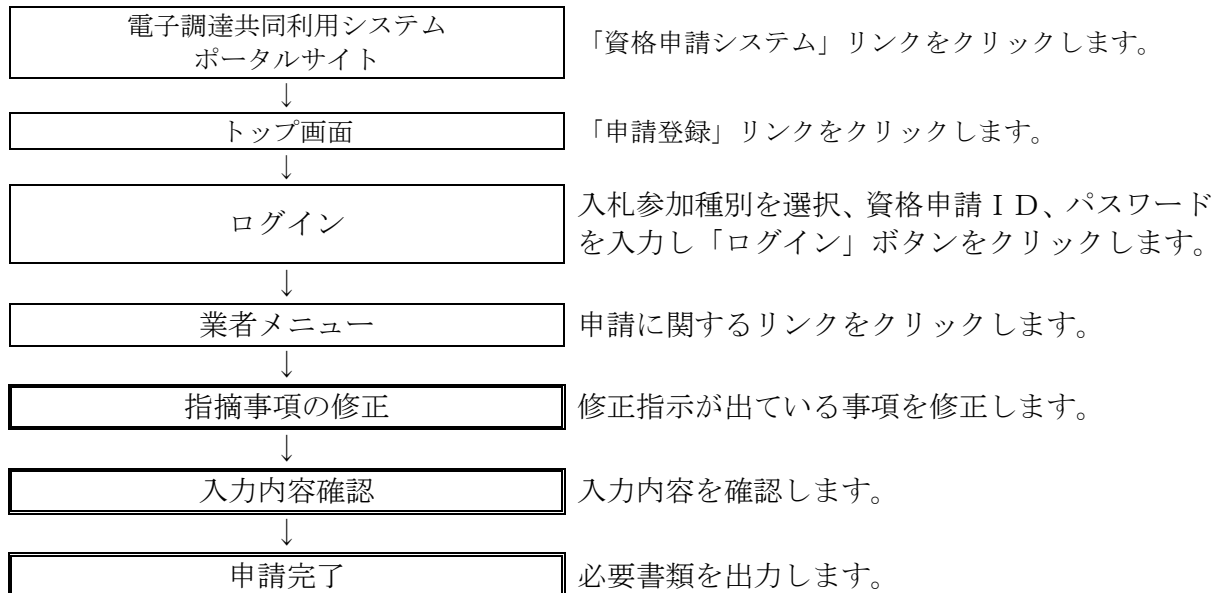 電子調達共同利用システム
ポータルサイト
「資格申請システム」リンクをクリックします。
↓
トップ画面
「申請登録」リンクをクリックします。
↓
ログイン
入札参加種別を選択、資格申請ＩＤ、パスワード
を入力し「ログイン」ボタンをクリックします。
↓
業者メニュー
申請に関するリンクをクリックします。
↓
指摘事項の修正
修正指示が出ている事項を修正します。
↓
入力内容確認
入力内容を確認します。
↓
申請完了
必要書類を出力します。